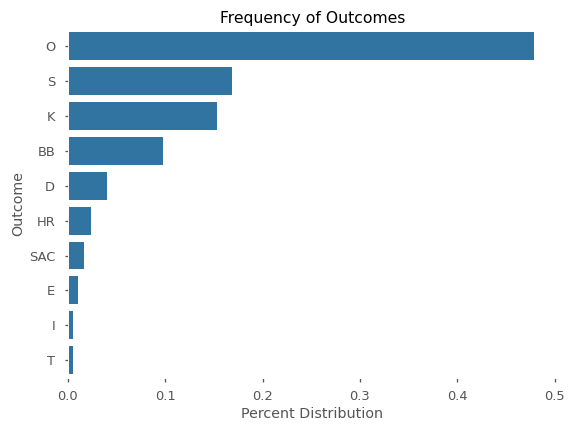 Frequency of Outcomes
Outcome
O
S
K
BB
D
HR
SAC
E
I
T
0.0 0.1 0.2 0.3 0.4 0.5
Percent Distribution